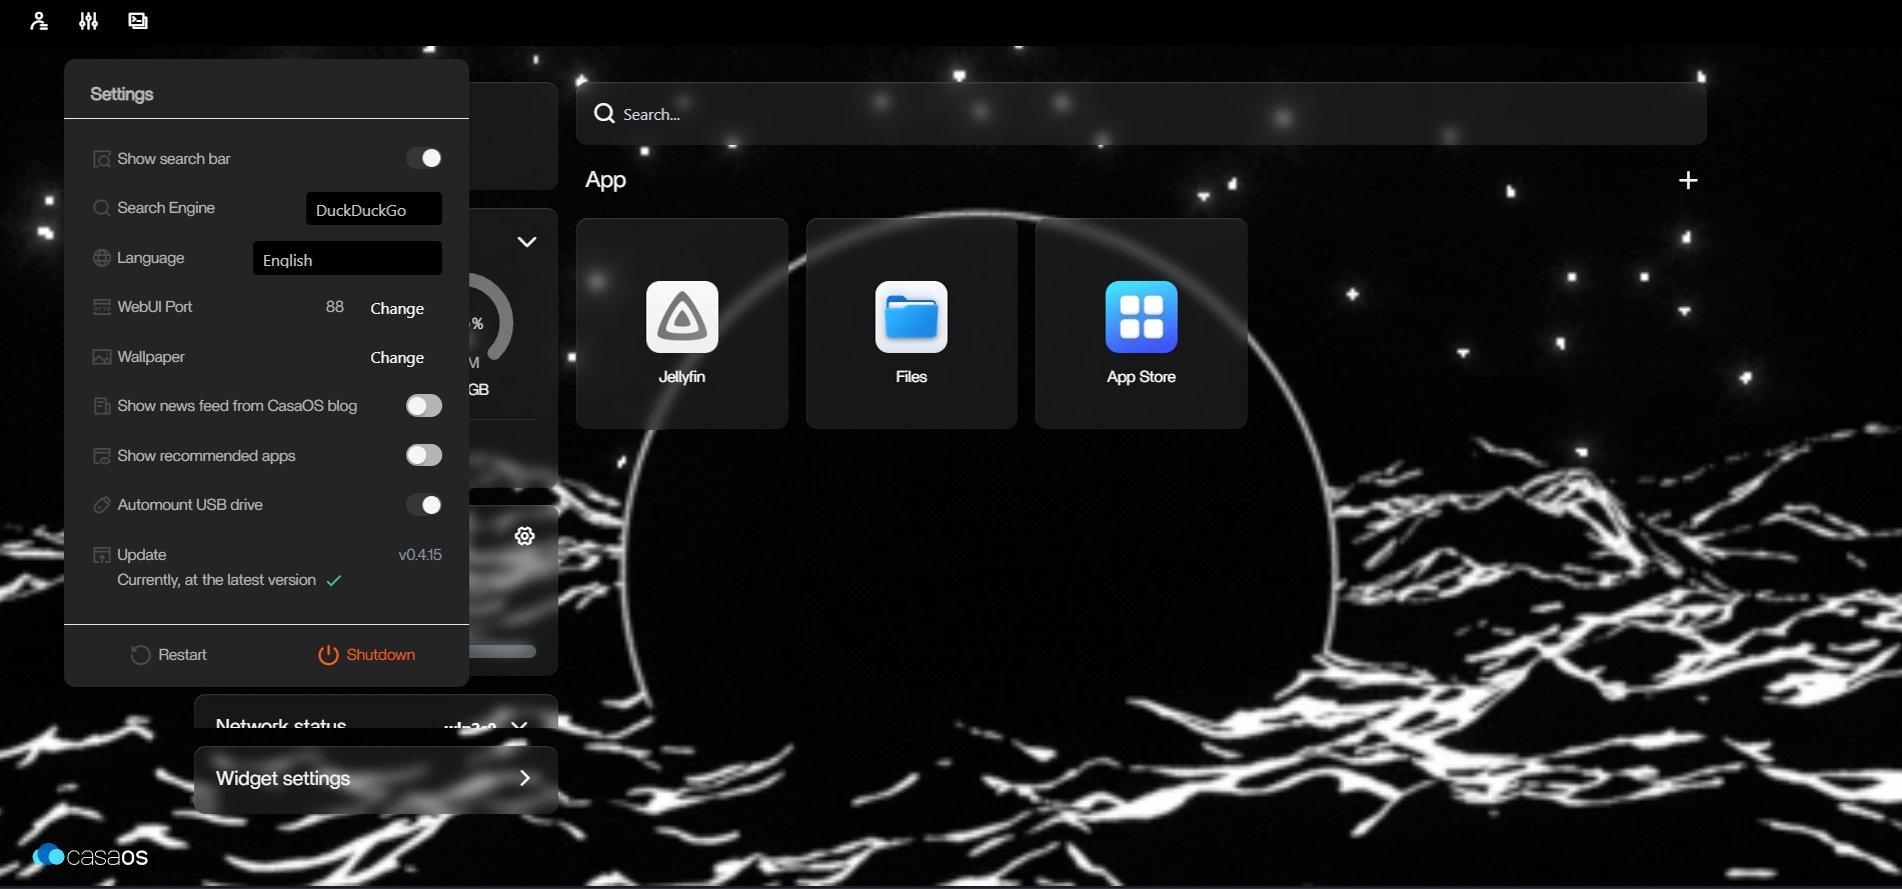 Settings
Show search bar
Search Engine
DuckDuckGo
Language
English
WebUI Port
88
Change
Wallpaper
Change
Show news feed from CasaOS blog
Show recommended apps
Automount USB drive
Update
v0.4.15
Currently, at the latest version
Restart
Shutdown
Search...
App
Jellyfin
Files
App Store
%
M
GB
Network status
Widget settings
casaOS